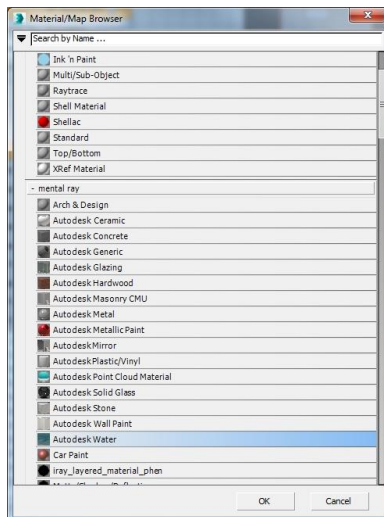 Material/Map Browser
Search by Name ...
Ink 'n Paint
Multi/Sub-Object
Raytrace
Shell Material
Shellac
Standard
Top/Bottom
XRef Material
- mental ray
Arch & Design
Autodesk Ceramic
Autodesk Concrete
Autodesk Generic
Autodesk Glazing
Autodesk Hardwood
Autodesk Masonry CMU
Autodesk Metal
Autodesk Metallic Paint
Autodesk Mirror
Autodesk Plastic/Vinyl
Autodesk Point Cloud Material
Autodesk Solid Glass
Autodesk Stone
Autodesk Wall Paint
Autodesk Water
Car Paint
iray_layered_material_phen
OK Cancel